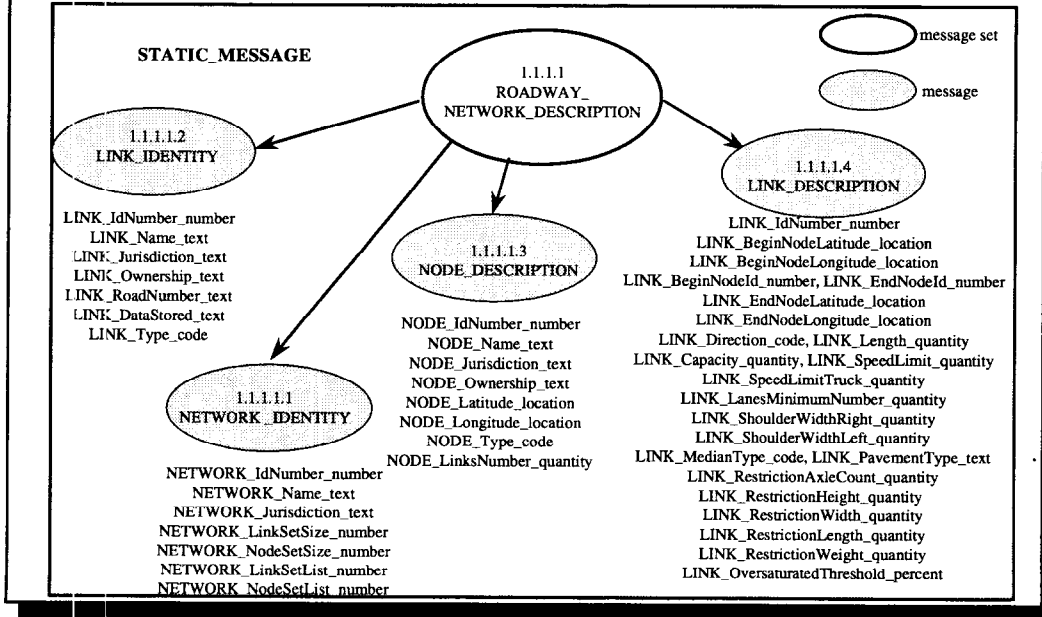 STATIC_MESSAGE
message set
message
1.1.1.1
ROADWAY_
NETWORK_DESCRIPTION
1.1.1.1.2
LINK_IDENTITY
LINK_IdNumber_number
LINK_Name_text
LINK_Jurisdiction_text
LINK_Ownership_text
LINK_RoadNumber_text
LINK_DataStored_text
LINK_Type_code
1.1.1.1.1
NETWORK_IDENTITY
NETWORK_IdNumber_number
NETWORK_Name_text
NETWORK_Jurisdiction_text
NETWORK_LinkSetSize_number
NETWORK_NodeSetSize_number
NETWORK_LinkSetList_number
NETWORK_NodeSetList_number
1.1.1.1.3
NODE_DESCRIPTION
NODE_IdNumber_number
NODE_Name_text
NODE_Jurisdiction_text
NODE_Ownership_text
NODE_Latitude_location
NODE_Longitude_location
NODE_Type_code
NODE_LinksNumber_quantity
1.1.1,1,4
LINK_DESCRIPTION
LINK_IdNumber_number
LINK_BeginNodeLatitude_location
LINK_BeginNodeLongitude_location
LINK_BeginNodeId_number, LINK_EndNodeId_number
LINK_EndNodeLatitude_location
LINK_EndNodeLongitude_location
LINK_Direction_code, LINK_Length_quantity
LINK_Capacity_quantity, LINK_SpeedLimit_quantity
LINK_SpeedLimitTruck_quantity
LINK_LanesMinimumNumber_quantity
LINK_ShoulderWidthRight_quantity
LINK_ShoulderWidthLeft_quantity
LINK_MedianType_code, LINK_PavementType_text
LINK_RestrictionAxleCount_quantity
LINK_RestrictionHeight_quantity
LINK_RestrictionWidth_quantity
LINK_RestrictionLength_quantity
LINK_RestrictionWeight_quantity
LINK_OversaturatedThreshold_percent